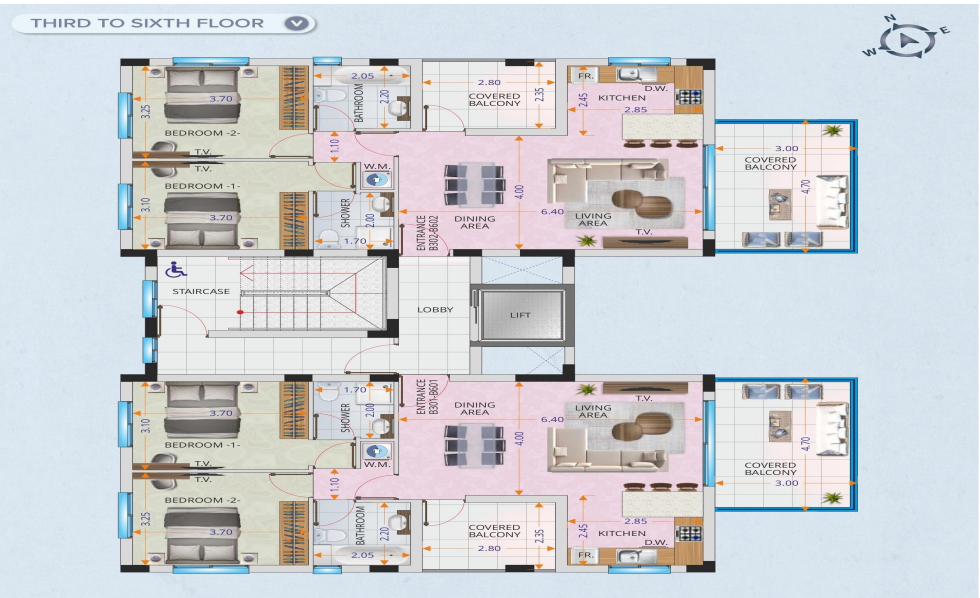 THIRD TO SIXTH FLOOR
N
W
E
3.70
3.25
BEDROOM -2-
T.V.
2.05
2.20
BATHROOM
1.10
2.80
COVERED
BALCONY
2.35
FR.
D.W.
KITCHEN
2.45
2.85
T.V.
BEDROOM -1-
3.10
3.70
W.M.
SHOWER
2.00
1.70
ENTRANCE
B302-B602
DINING
AREA
4.00
6.40
LIVING
AREA
T.V.
3.00
COVERED
BALCONY
4.70
STAIRCASE
LOBBY
LIFT
3.70
3.10
BEDROOM -1-
T.V.
1.70
2.00
SHOWER
W.M.
ENTRANCE
B301-B601
DINING
AREA
4.00
6.40
LIVING
AREA
T.V.
4.70
COVERED
BALCONY
3.00
T.V.
BEDROOM -2-
3.25
3.70
1.10
BATHROOM
2.20
2.05
COVERED
BALCONY
2.80
2.35
2.45
2.85
KITCHEN
D.W.
FR.